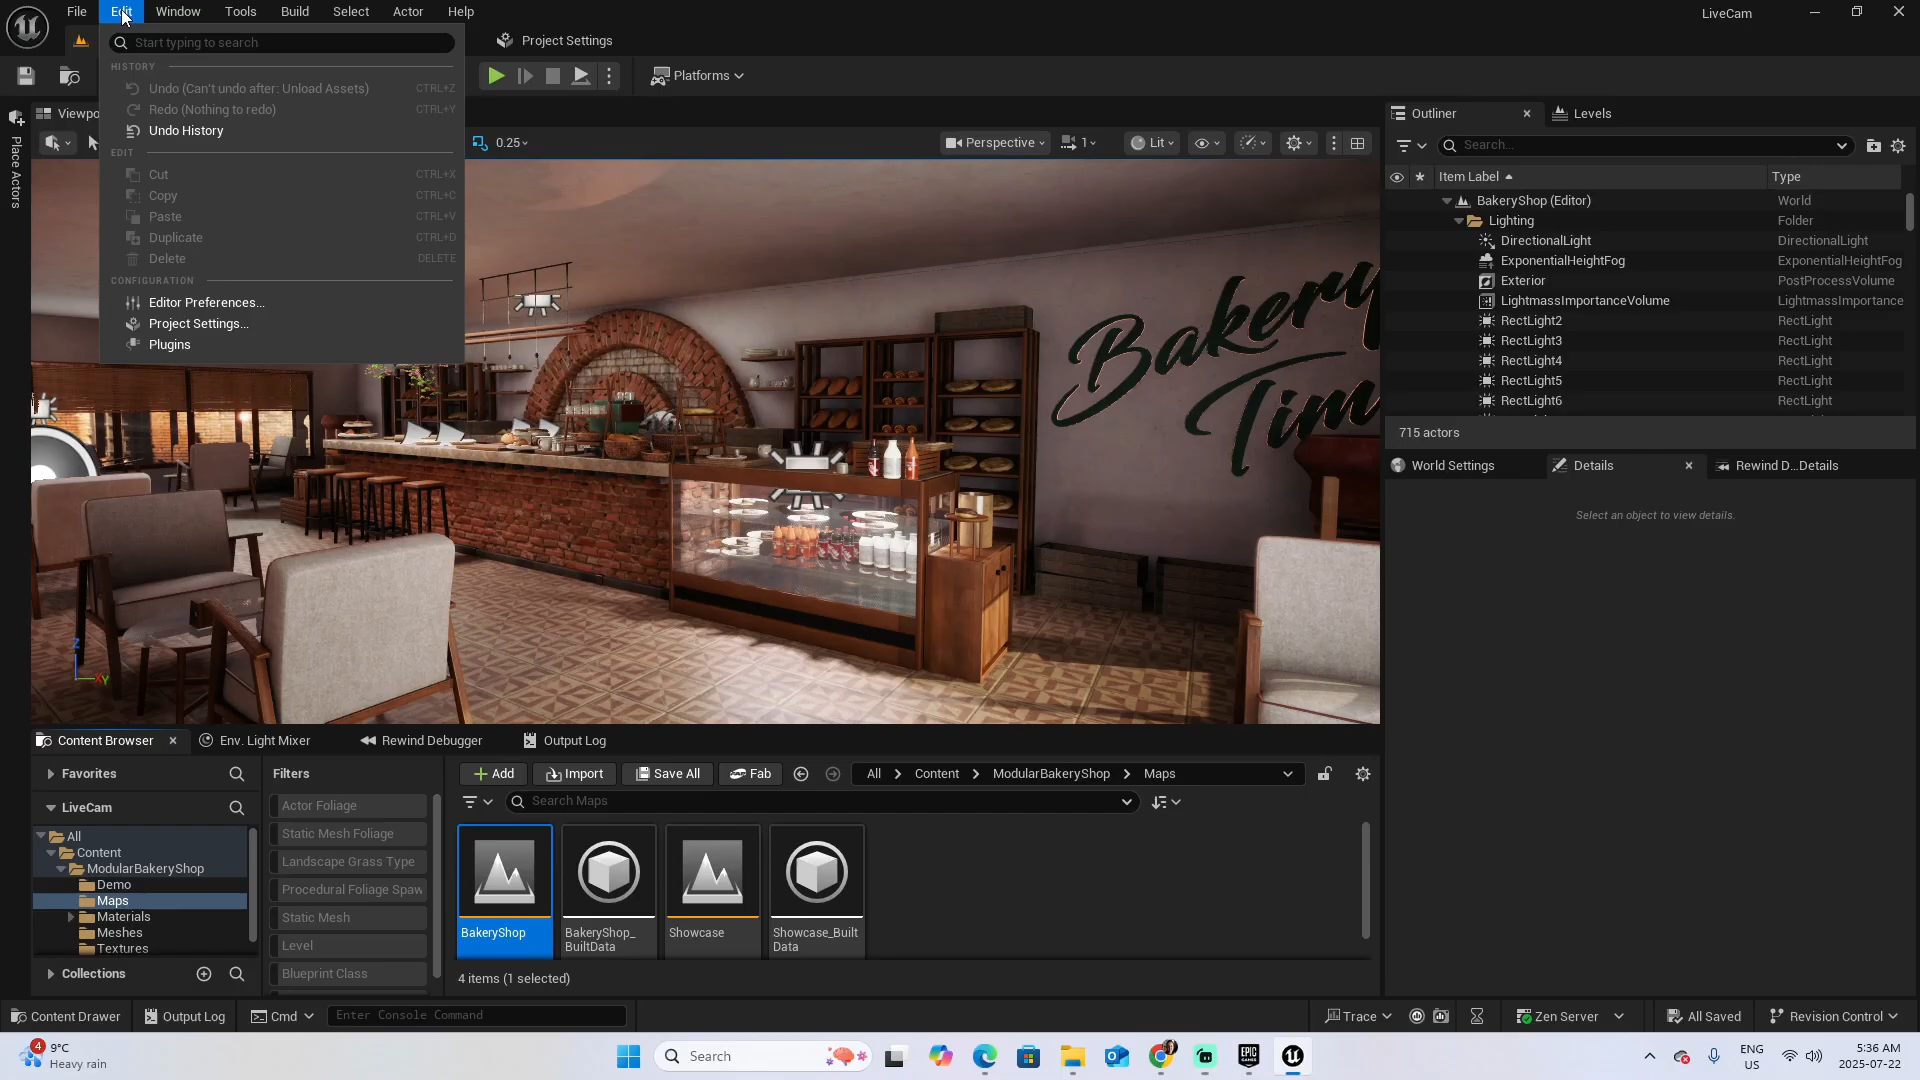 File Edit Window Tools Build Select Actor Help
LiveCam
Start typing to search
Project Settings
HISTORY
Undo (Can't undo after: Unload Assets) CTRL+Z
Redo (Nothing to redo) CTRL+Y
Undo History
EDIT
Cut CTRL+X
Copy CTRL+C
Paste CTRL+V
Duplicate CTRL+D
Delete DELETE
CONFIGURATION
Editor Preferences...
Project Settings...
Plugins
Platforms
Place Actors
0.25
Perspective
1
Lit
Bakery
Tim
Outliner
Levels
Search...
Item Label Type
BakeryShop (Editor) World
Lighting Folder
DirectionalLight DirectionalLight
ExponentialHeightFog ExponentialHeightFog
Exterior PostProcessVolume
LightmassImportanceVolume LightmassImportance
RectLight2 RectLight
RectLight3 RectLight
RectLight4 RectLight
RectLight5 RectLight
RectLight6 RectLight
715 actors
World Settings Details Rewind D...Details
Select an object to view details.
Content Browser Env. Light Mixer Rewind Debugger Output Log
Favorites
LiveCam
All
Content
ModularBakeryShop
Demo
Maps
Materials
Meshes
Textures
Collections
Filters
Actor Foliage
Static Mesh Foliage
Landscape Grass Type
Procedural Foliage Spaw
Static Mesh
Level
Blueprint Class
Add Import Save All Fab All Content ModularBakeryShop Maps
Search Maps
BakeryShop
BakeryShop_
BuiltData
Showcase
Showcase_Built
Data
4 items (1 selected)
Content Drawer Output Log Cmd Enter Console Command Trace Zen Server All Saved Revision Control
4
9°C
Heavy rain
Search
EPIC
GAMES
ENG
US
5:36 AM
2025-07-22